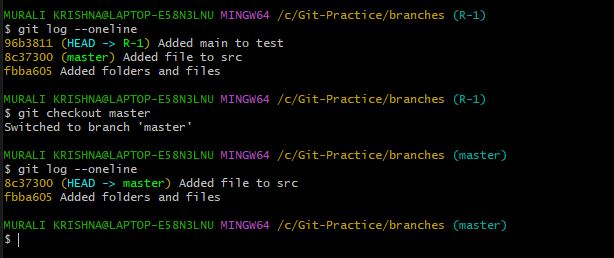 MURALI KRISHNA@LAPTOP-E58N3LNU MINGW64 /c/Git-Practice/branches (R-1)
$ git log --oneline
96b3811 (HEAD -> R-1) Added main to test
8c37300 (master) Added file to src
fbba605 Added folders and files
MURALI KRISHNA@LAPTOP-E58N3LNU MINGW64 /c/Git-Practice/branches (R-1)
$ git checkout master
Switched to branch 'master'
MURALI KRISHNA@LAPTOP-E58N3LNU MINGW64 /c/Git-Practice/branches (master)
$ git log --oneline
8c37300 (HEAD -> master) Added file to src
fbba605 Added folders and files
MURALI KRISHNA@LAPTOP-E58N3LNU MINGW64 /c/Git-Practice/branches (master)
$